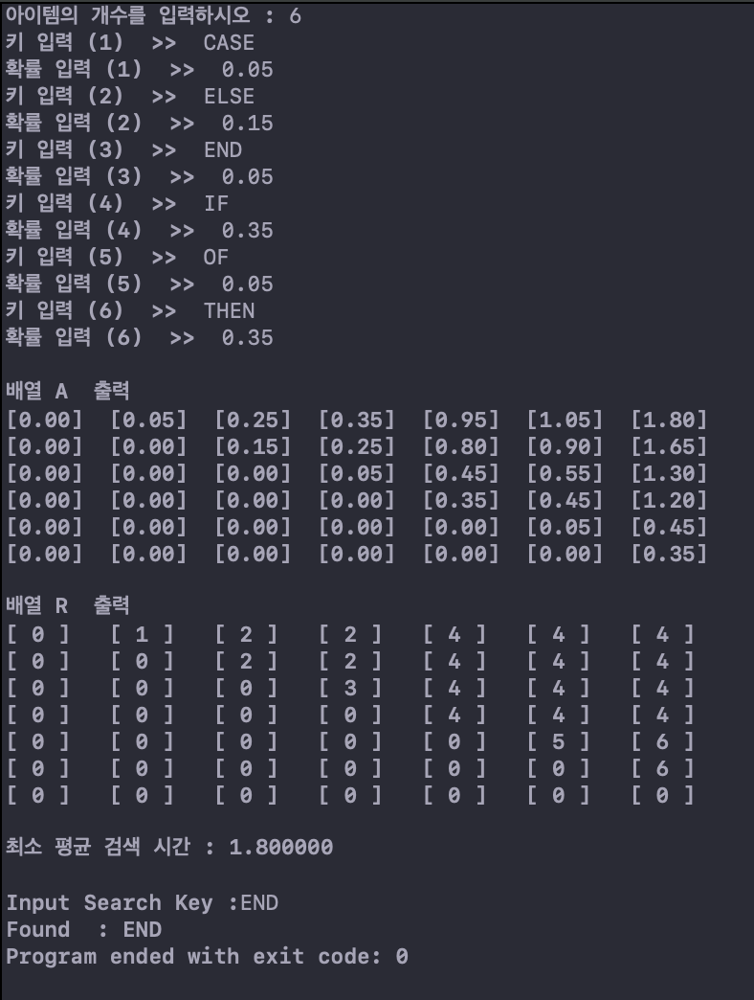 아이템의 개수를 입력하시오 : 6
키 입력 (1)  >>  CASE
확률 입력 (1)  >>  0.05
키 입력 (2)  >>  ELSE
확률 입력 (2)  >>  0.15
키 입력 (3)  >>  END
확률 입력 (3)  >>  0.05
키 입력 (4)  >>  IF
확률 입력 (4)  >>  0.35
키 입력 (5)  >>  OF
확률 입력 (5)  >>  0.05
키 입력 (6)  >>  THEN
확률 입력 (6)  >>  0.35
배열 A  출력
[0.00]  [0.05]  [0.25]  [0.35]  [0.95]  [1.05]  [1.80]
[0.00]  [0.00]  [0.15]  [0.25]  [0.80]  [0.90]  [1.65]
[0.00]  [0.00]  [0.00]  [0.05]  [0.45]  [0.55]  [1.30]
[0.00]  [0.00]  [0.00]  [0.00]  [0.35]  [0.45]  [1.20]
[0.00]  [0.00]  [0.00]  [0.00]  [0.00]  [0.05]  [0.45]
[0.00]  [0.00]  [0.00]  [0.00]  [0.00]  [0.00]  [0.35]
배열 R  출력
[ 0 ]   [ 1 ]   [ 2 ]   [ 2 ]   [ 4 ]   [ 4 ]   [ 4 ]
[ 0 ]   [ 0 ]   [ 2 ]   [ 2 ]   [ 4 ]   [ 4 ]   [ 4 ]
[ 0 ]   [ 0 ]   [ 0 ]   [ 3 ]   [ 4 ]   [ 4 ]   [ 4 ]
[ 0 ]   [ 0 ]   [ 0 ]   [ 0 ]   [ 4 ]   [ 4 ]   [ 4 ]
[ 0 ]   [ 0 ]   [ 0 ]   [ 0 ]   [ 0 ]   [ 5 ]   [ 6 ]
[ 0 ]   [ 0 ]   [ 0 ]   [ 0 ]   [ 0 ]   [ 0 ]   [ 6 ]
[ 0 ]   [ 0 ]   [ 0 ]   [ 0 ]   [ 0 ]   [ 0 ]   [ 0 ]
최소 평균 검색 시간 : 1.800000
Input Search Key :END
Found  : END
Program ended with exit code: 0